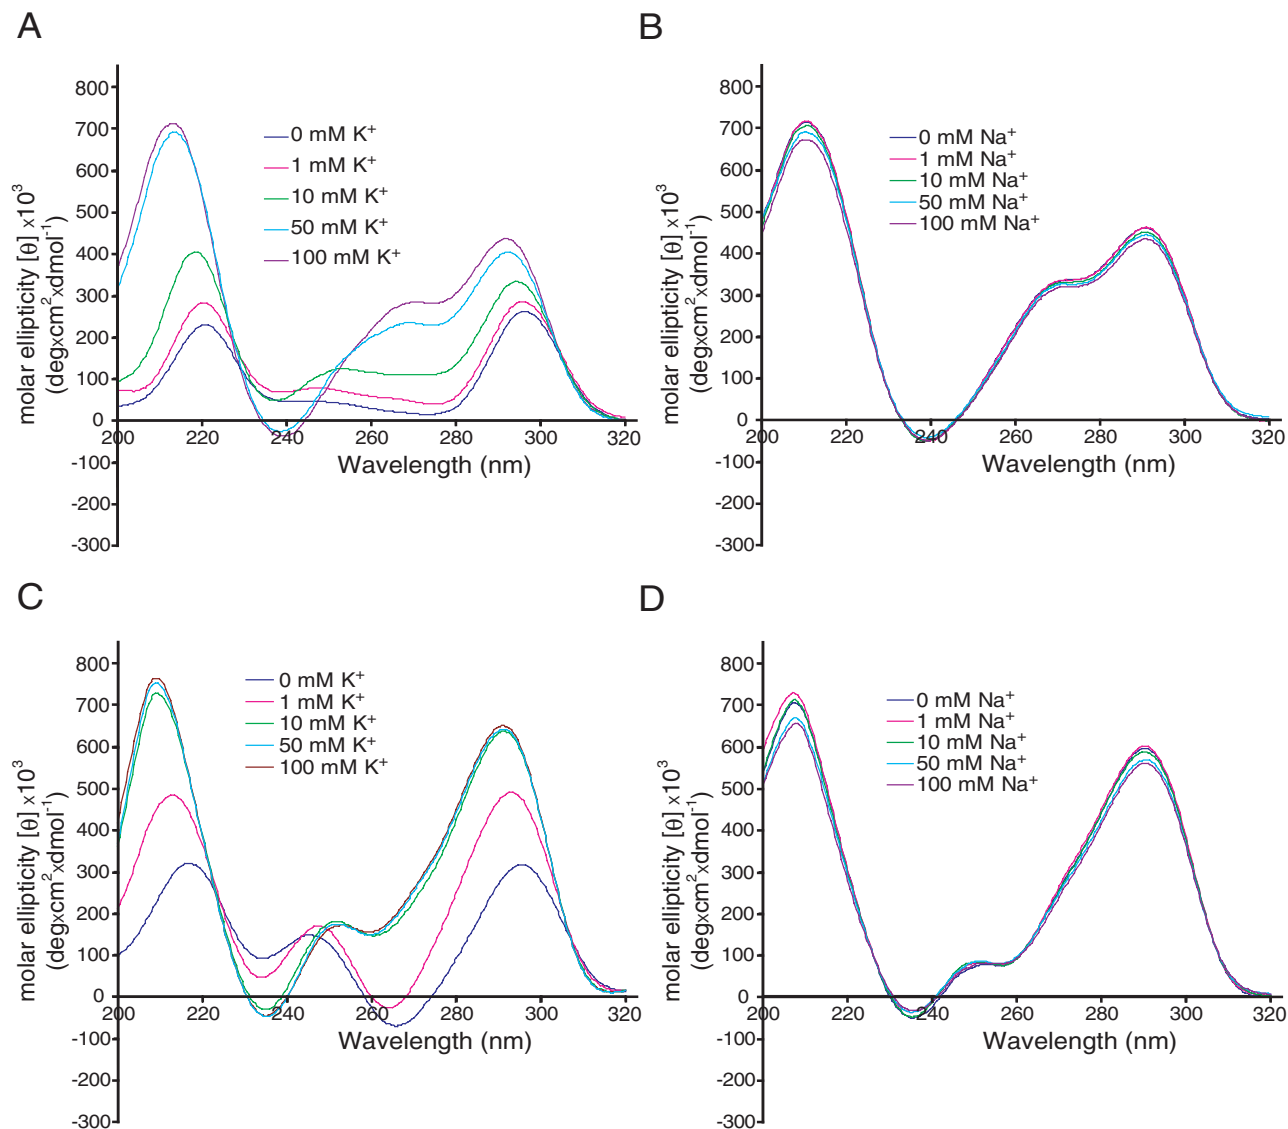 A
molar ellipticity [θ] x10³
(degxcm²xdmol⁻¹)
800
700
600
500
400
300
200
100
0
-100
-200
-300
0 mM K⁺
1 mM K⁺
10 mM K⁺
50 mM K⁺
100 mM K⁺
200 220 240 260 280 300 320
Wavelength (nm)
B
molar ellipticity [θ] x10³
(degxcm²xdmol⁻¹)
800
700
600
500
400
300
200
100
0
-100
-200
-300
0 mM Na⁺
1 mM Na⁺
10 mM Na⁺
50 mM Na⁺
100 mM Na⁺
200 220 240 260 280 300 320
Wavelength (nm)
C
molar ellipticity [θ] x10³
(degxcm²xdmol⁻¹)
800
700
600
500
400
300
200
100
0
-100
-200
-300
0 mM K⁺
1 mM K⁺
10 mM K⁺
50 mM K⁺
100 mM K⁺
200 220 240 260 280 300 320
Wavelength (nm)
D
molar ellipticity [θ] x10³
(degxcm²xdmol⁻¹)
800
700
600
500
400
300
200
100
0
-100
-200
-300
0 mM Na⁺
1 mM Na⁺
10 mM Na⁺
50 mM Na⁺
100 mM Na⁺
200 220 240 260 280 300 320
Wavelength (nm)